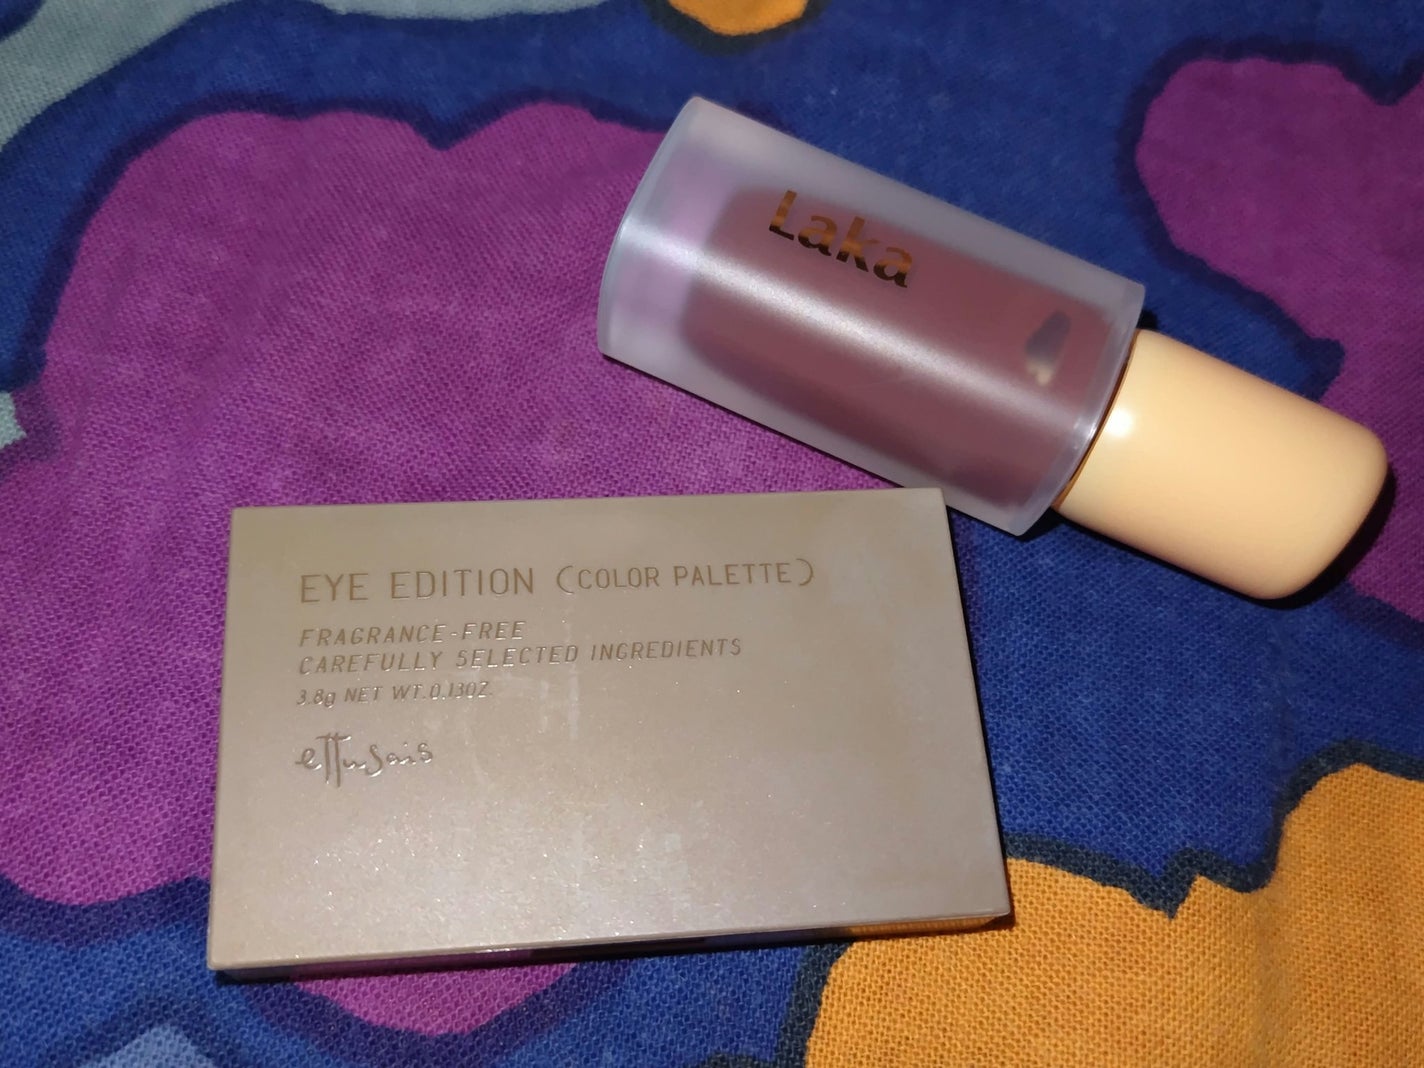 Laka
EYE EDITION (COLOR PALETTE)
FRAGRANCE-FREE
CAREFULLY SELECTED INGREDIENTS
3.8g NET WT.0.13OZ.
ettusais